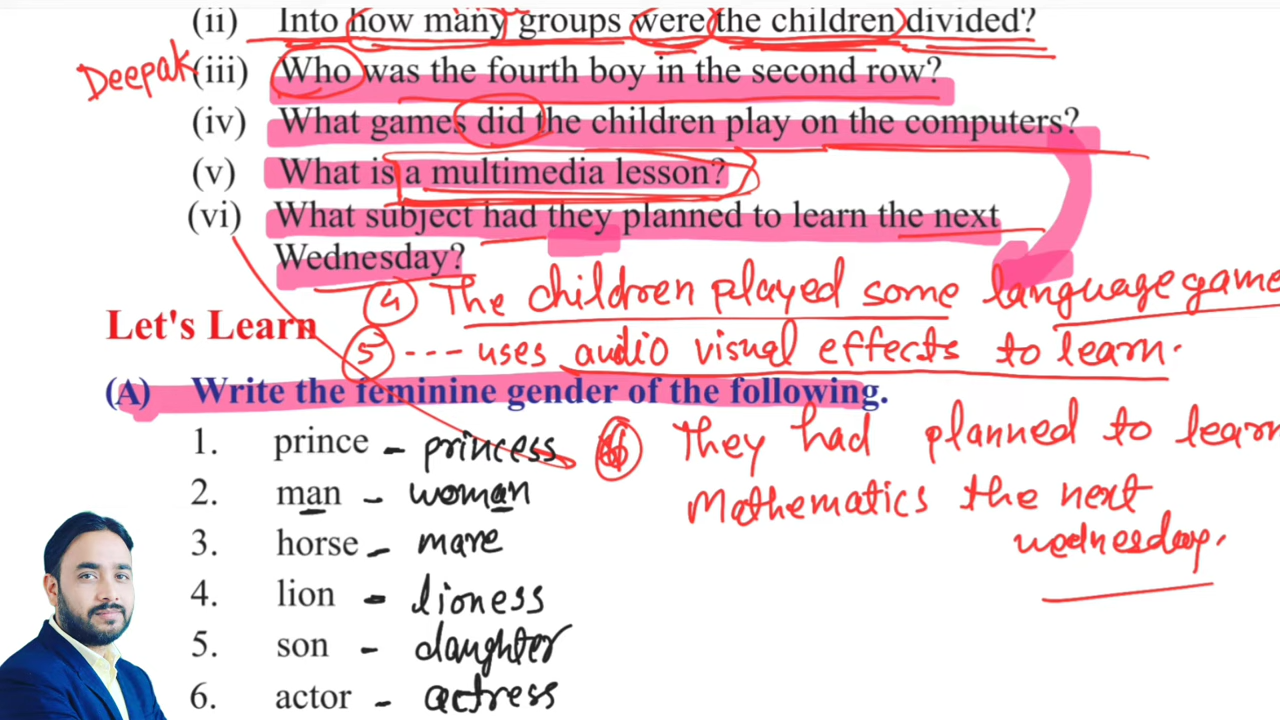 (ii) Into how many groups were the children divided?
Deepak (iii) Who was the fourth boy in the second row?
(iv) What games did the children play on the computers?
(v) What is a multimedia lesson?
(vi) What subject had they planned to learn the next
Wednesday?
4 The children played some language game
Let's Learn
5 --- uses audio visual effects to learn.
(A) Write the feminine gender of the following.
1. prince - princess
6 They had planned to learn
2. man - woman
Mathematics the next
3. horse - mare
wednesday.
4. lion - lioness
5. son - daughter
6. actor - actress